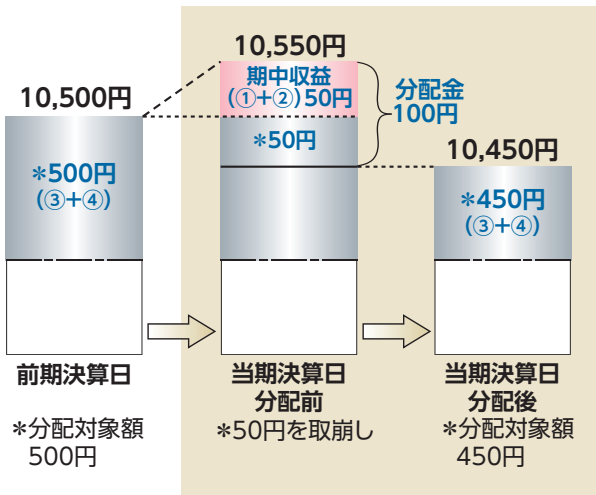 10,500円
*500円
(③+④)
前期決算日
*分配対象額
500円
10,550円
期中収益
(①+②)50円
*50円
分配金
100円
当期決算日
分配前
*50円を取崩し
10,450円
*450円
(③+④)
当期決算日
分配後
*分配対象額
450円